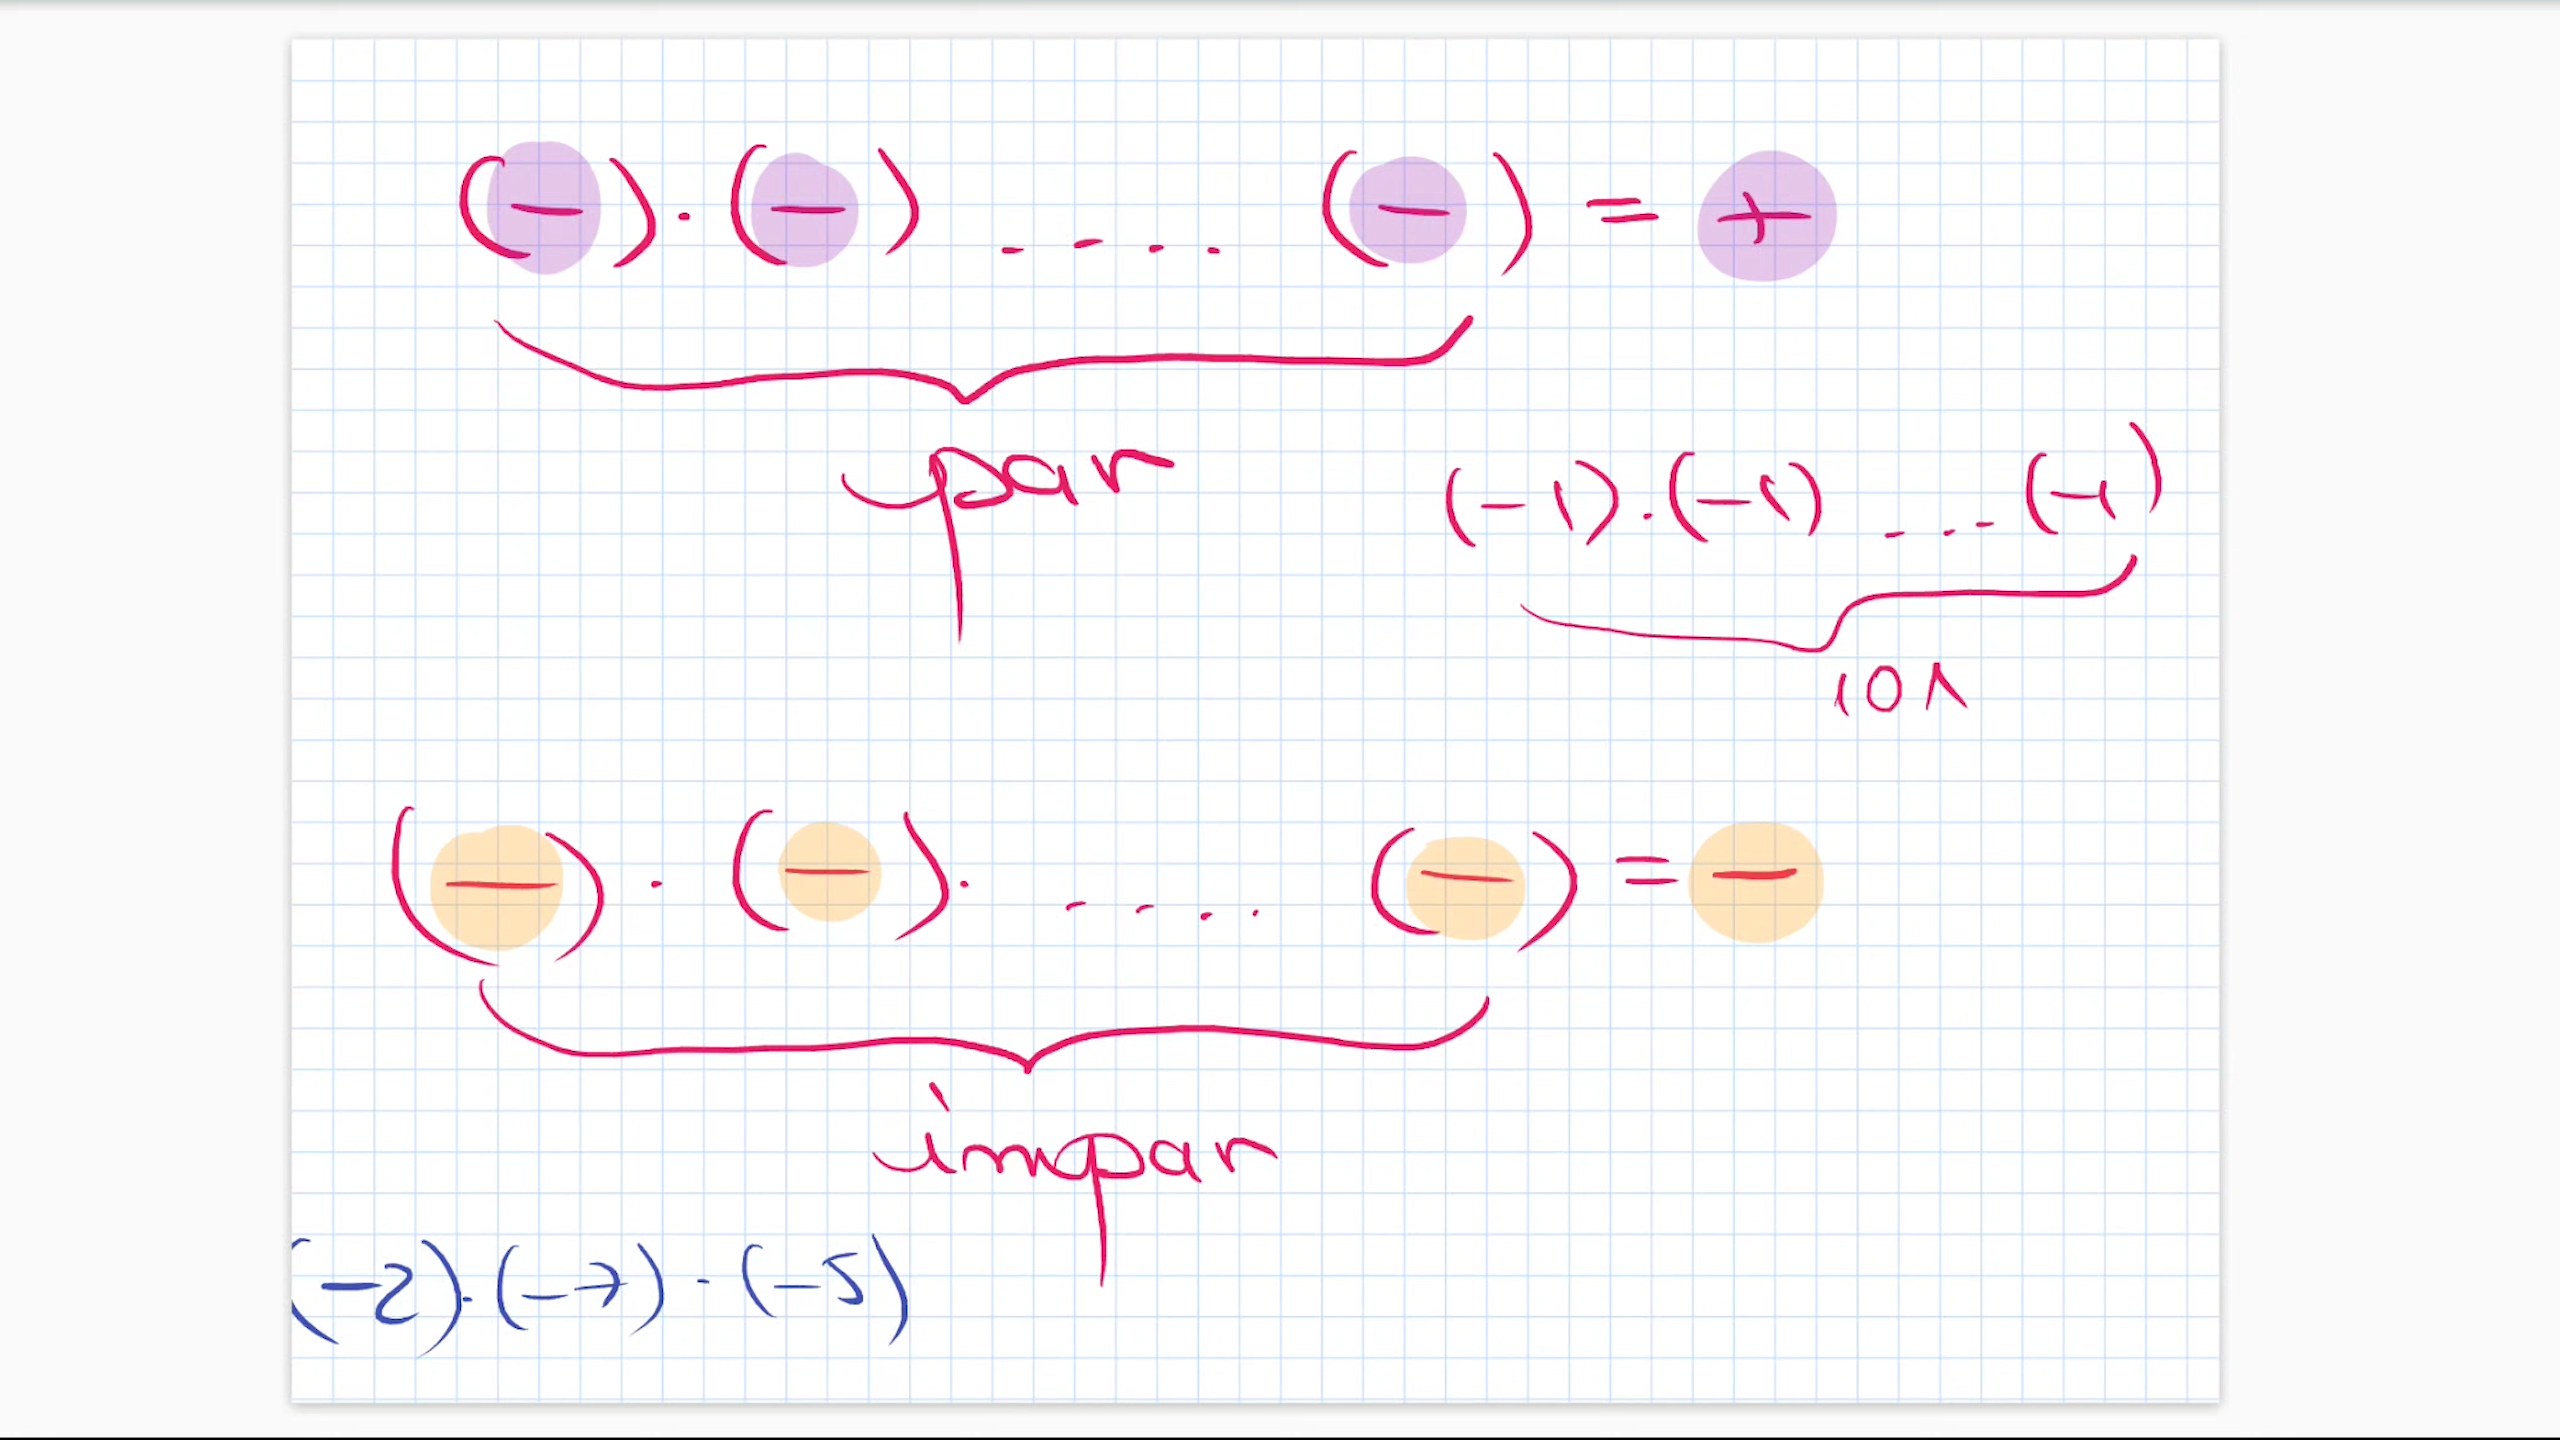 (−) · (−) .... (−) = +
par
(−1) · (−1) .... (−1)
101
(−) · (−) · .... (−) = −
impar
(−2) · (−7) · (−5)